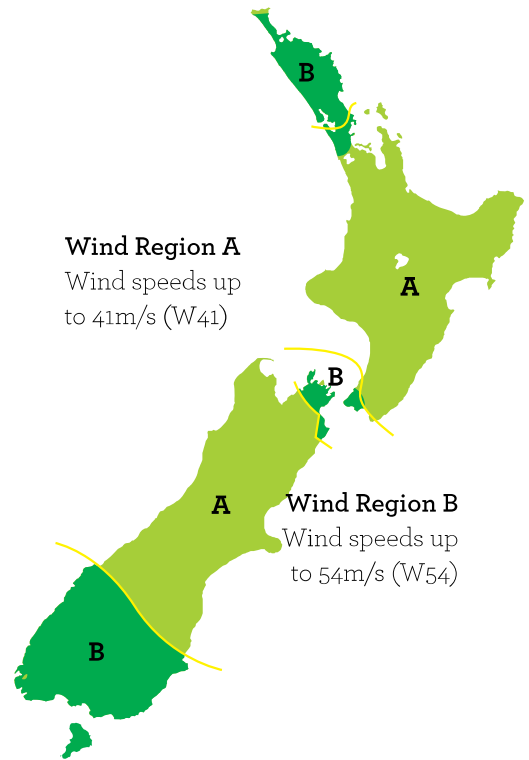 B
Wind Region A
Wind speeds up
to 41m/s (W41)
A
B
A
Wind Region B
Wind speeds up
to 54m/s (W54)
B